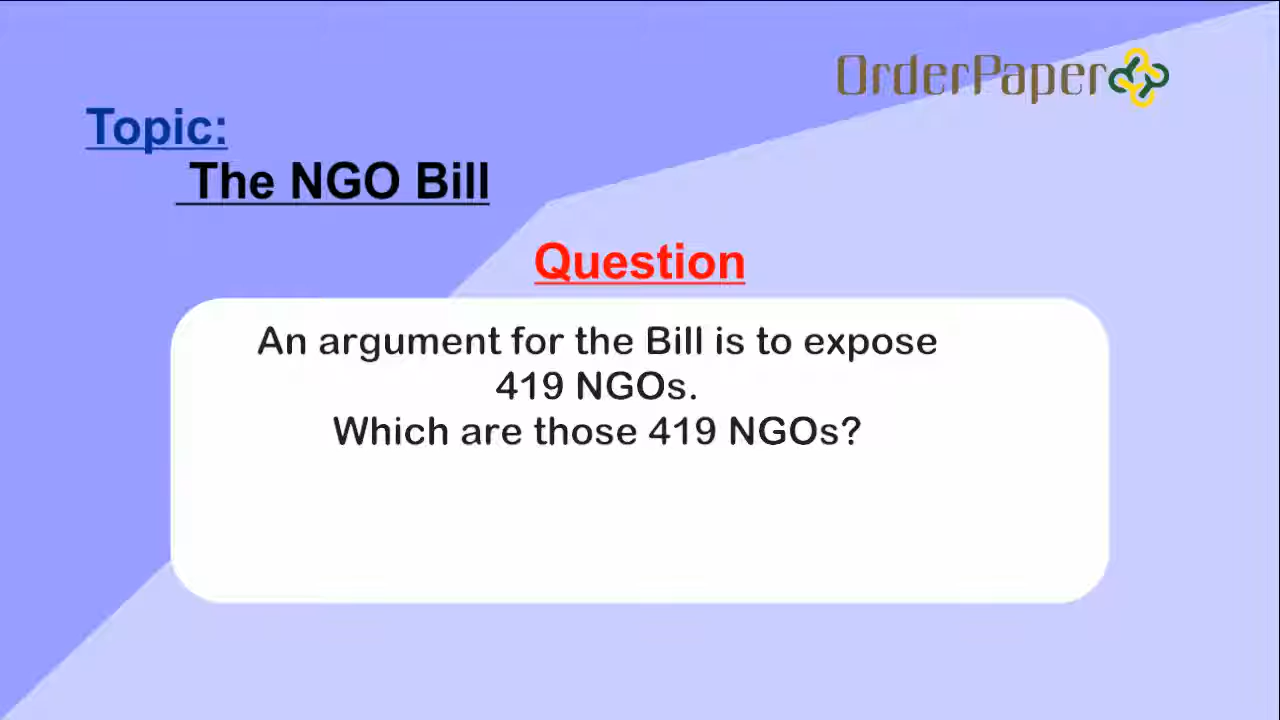 OrderPaper
Topic:
The NGO Bill
Question
An argument for the Bill is to expose
419 NGOs.
Which are those 419 NGOs?